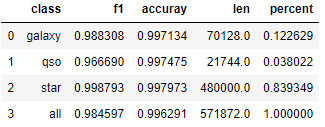 class f1 accuray len percent
0 galaxy 0.988308 0.997134 70128.0 0.122629
1 qso 0.966690 0.997475 21744.0 0.038022
2 star 0.998793 0.997973 480000.0 0.839349
3 all 0.984597 0.996291 571872.0 1.000000